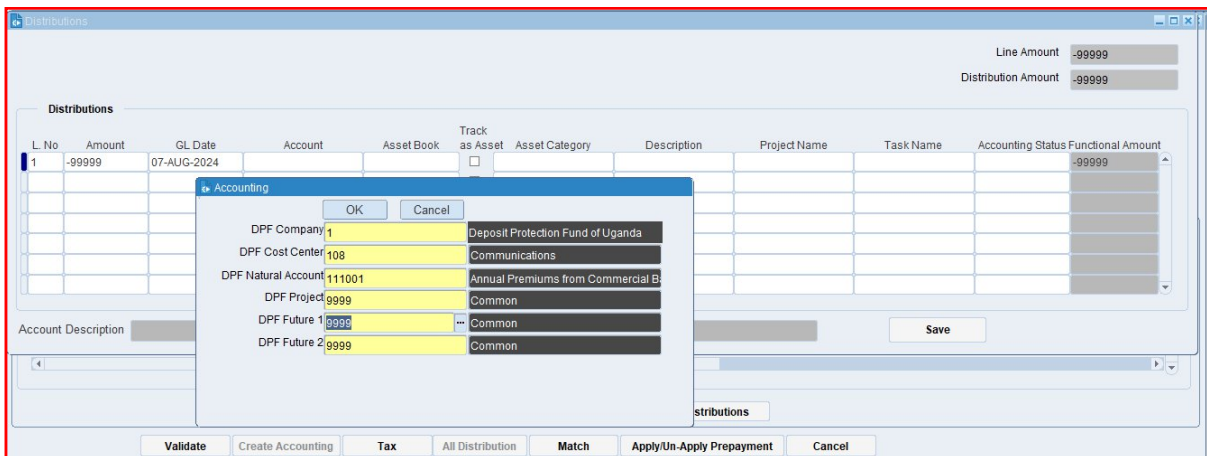 Distributions
Line Amount -99999
Distribution Amount -99999
Distributions
L. No Amount GL Date Account Asset Book Track as Asset Asset Category Description Project Name Task Name Accounting Status Functional Amount
1 -99999 07-AUG-2024 -99999
Accounting
OK Cancel
DPF Company 1 Deposit Protection Fund of Uganda
DPF Cost Center 108 Communications
DPF Natural Account 111001 Annual Premiums from Commercial B
DPF Project 9999 Common
DPF Future 1 9999 ... Common
DPF Future 2 9999 Common
Account Description Save
stributions
Validate Create Accounting Tax All Distribution Match Apply/Un-Apply Prepayment Cancel